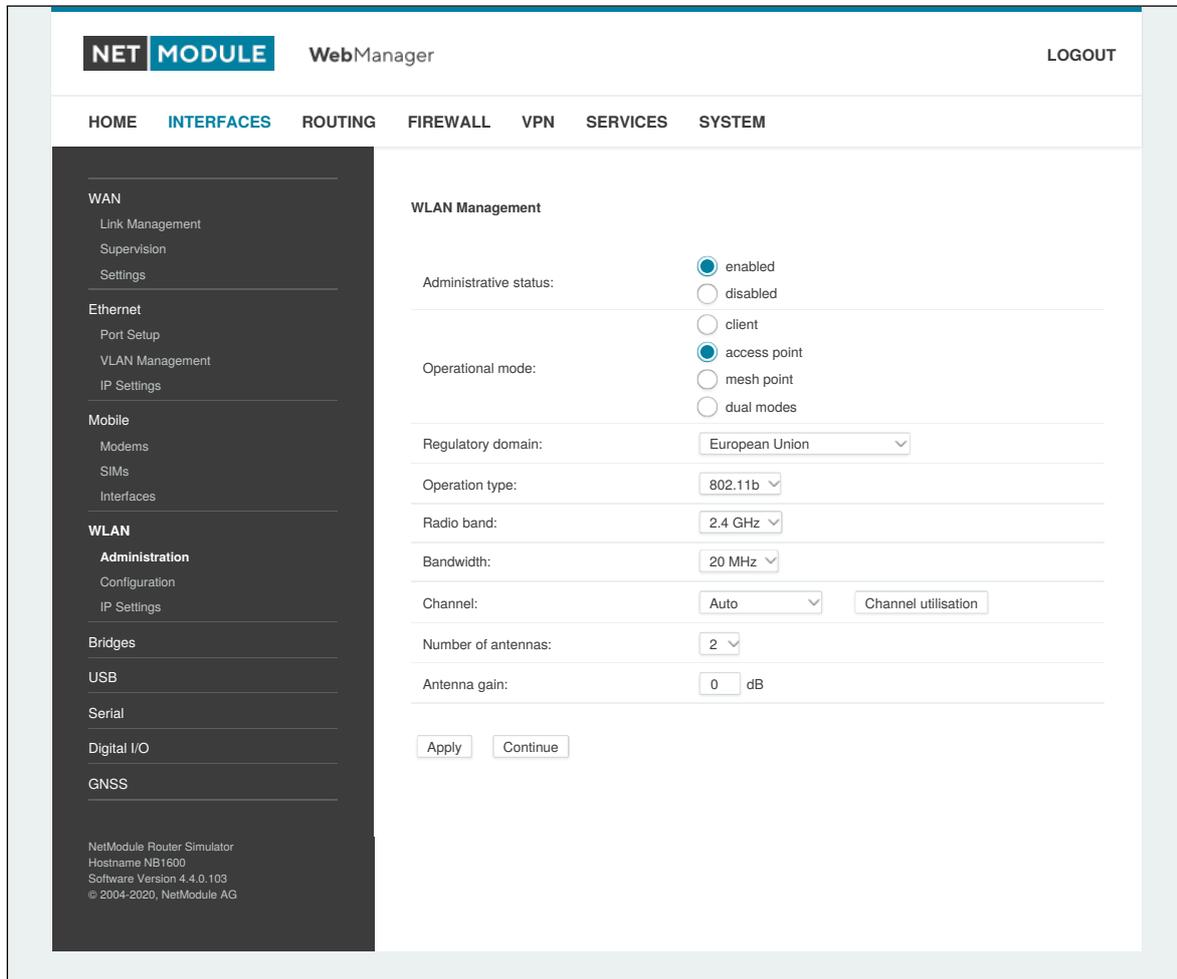 NET MODULE WebManager LOGOUT
HOME INTERFACES ROUTING FIREWALL VPN SERVICES SYSTEM
WAN
Link Management
Supervision
Settings
Ethernet
Port Setup
VLAN Management
IP Settings
Mobile
Modems
SIMs
Interfaces
WLAN
Administration
Configuration
IP Settings
Bridges
USB
Serial
Digital I/O
GNSS
NetModule Router Simulator
Hostname NB1600
Software Version 4.4.0.103
© 2004-2020, NetModule AG
WLAN Management
Administrative status:
enabled
disabled
Operational mode:
client
access point
mesh point
dual modes
Regulatory domain: European Union
Operation type: 802.11b
Radio band: 2.4 GHz
Bandwidth: 20 MHz
Channel: Auto Channel utilisation
Number of antennas: 2
Antenna gain: 0 dB
Apply Continue